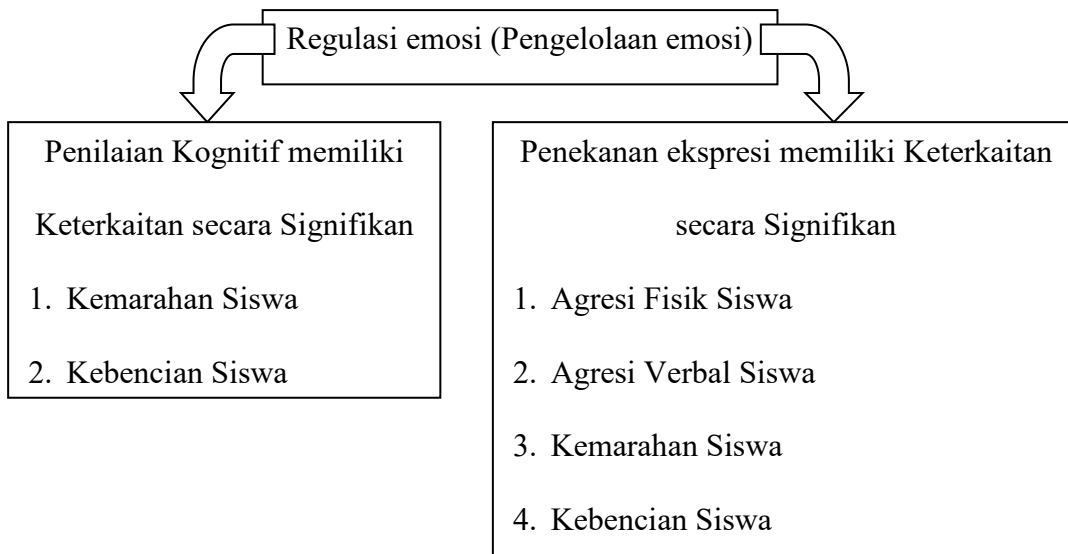 Regulasi emosi (Pengelolaan emosi)
Penilaian Kognitif memiliki
Keterkaitan secara Signifikan
1. Kemarahan Siswa
2. Kebencian Siswa
Penekanan ekspresi memiliki Keterkaitan
secara Signifikan
1. Agresi Fisik Siswa
2. Agresi Verbal Siswa
3. Kemarahan Siswa
4. Kebencian Siswa